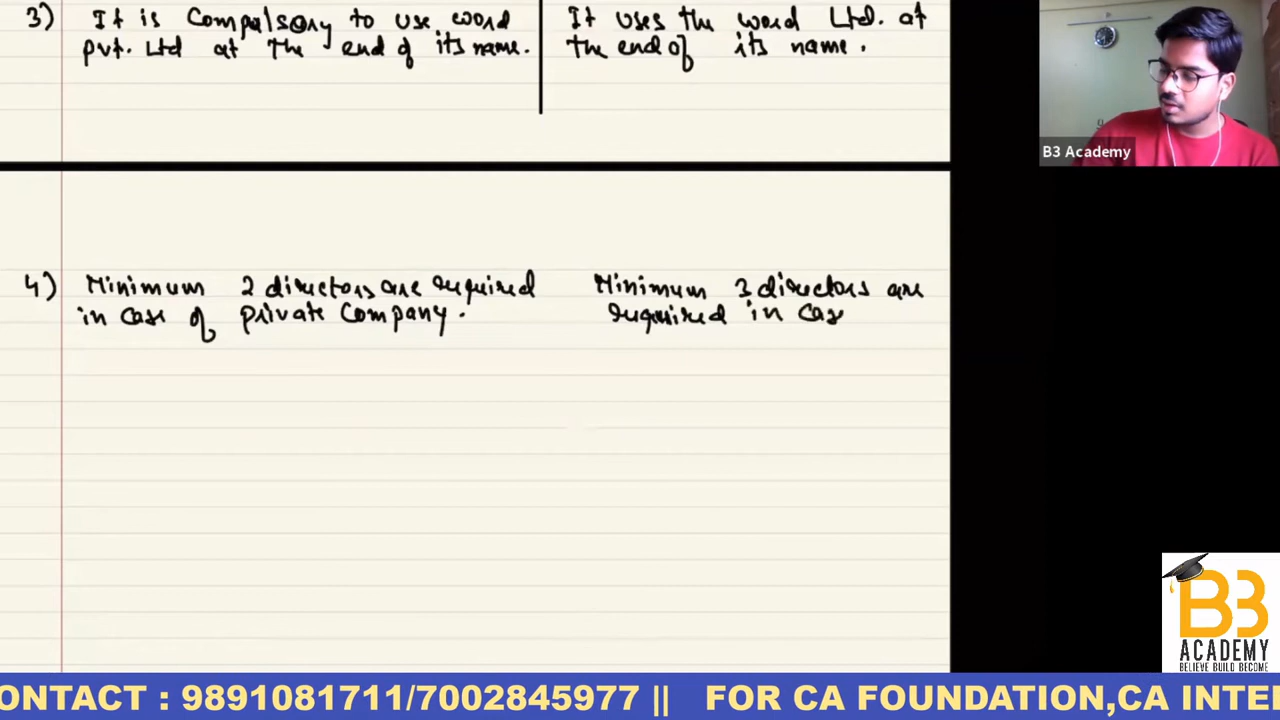 3) It is Compalsory to use word
pvt. Ltd at the end of its name.
It uses the word Ltd. at
the end of its name.
B3 Academy
4) Minimum 2 directors are required
in case of private Company.
Minimum 3 directors are
required in Cas
B3
ACADEMY
BELIEVE BUILD BECOME
ONTACT : 9891081711/7002845977 || FOR CA FOUNDATION,CA INTE